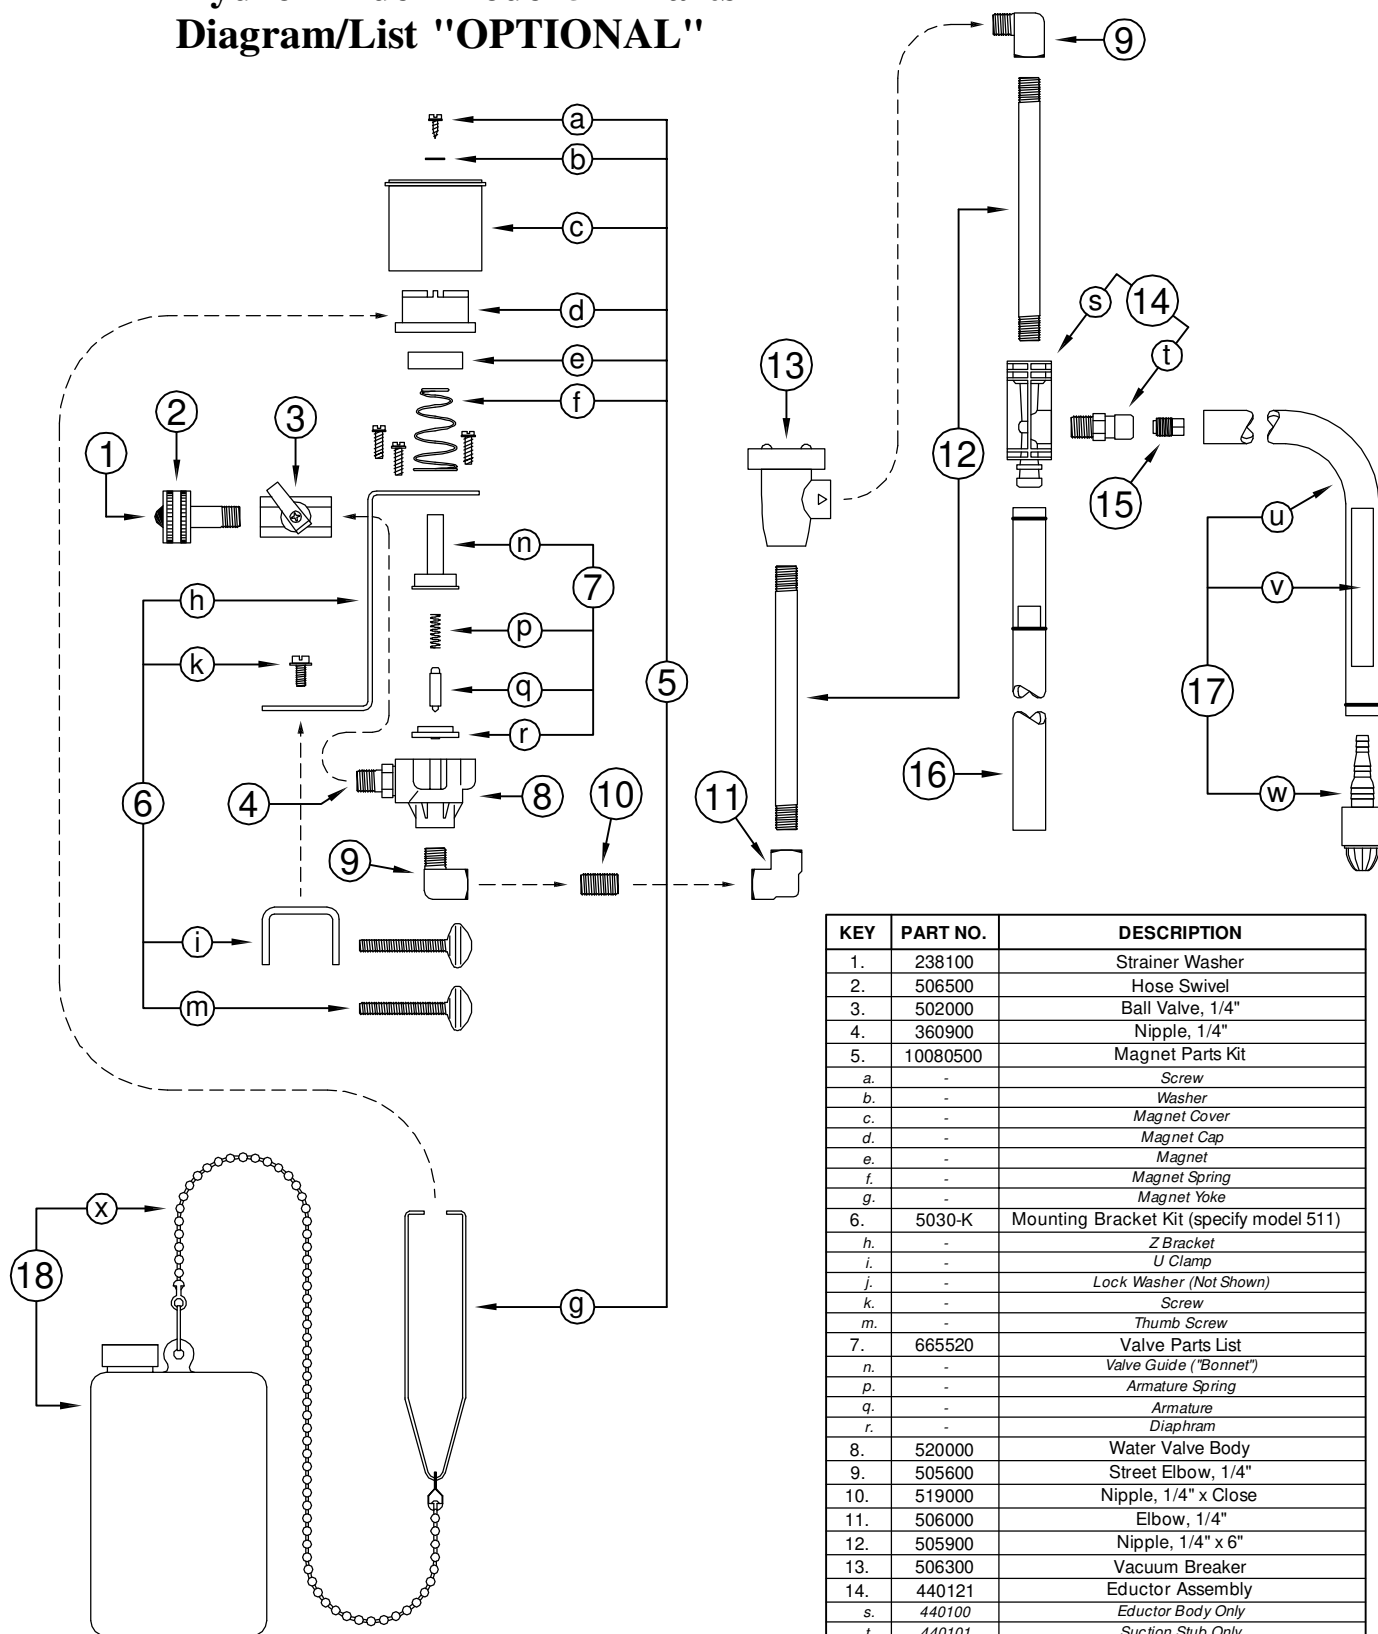 Diagram/List "OPTIONAL"
9
a
b
c
d
s
14
e
13
t
f
2
3
1
12
15
u
n
7
h
v
p
k
5
q
17
r
16
6
4
8
10
11
w
9
i
m
x
18
g
KEY PART NO. DESCRIPTION
1. 238100 Strainer Washer
2. 506500 Hose Swivel
3. 502000 Ball Valve, 1/4"
4. 360900 Nipple, 1/4"
5. 10080500 Magnet Parts Kit
a. - Screw
b. - Washer
c. - Magnet Cover
d. - Magnet Cap
e. - Magnet
f. - Magnet Spring
g. - Magnet Yoke
6. 5030-K Mounting Bracket Kit (specify model 511)
h. - Z Bracket
i. - U Clamp
j. - Lock Washer (Not Shown)
k. - Screw
m. - Thumb Screw
7. 665520 Valve Parts List
n. - Valve Guide ("Bonnet")
p. - Armature Spring
q. - Armature
r. - Diaphram
8. 520000 Water Valve Body
9. 505600 Street Elbow, 1/4"
10. 519000 Nipple, 1/4" x Close
11. 506000 Elbow, 1/4"
12. 505900 Nipple, 1/4" x 6"
13. 506300 Vacuum Breaker
14. 440121 Eductor Assembly
s. 440100 Eductor Body Only
t. 440101 Suction Stub Only